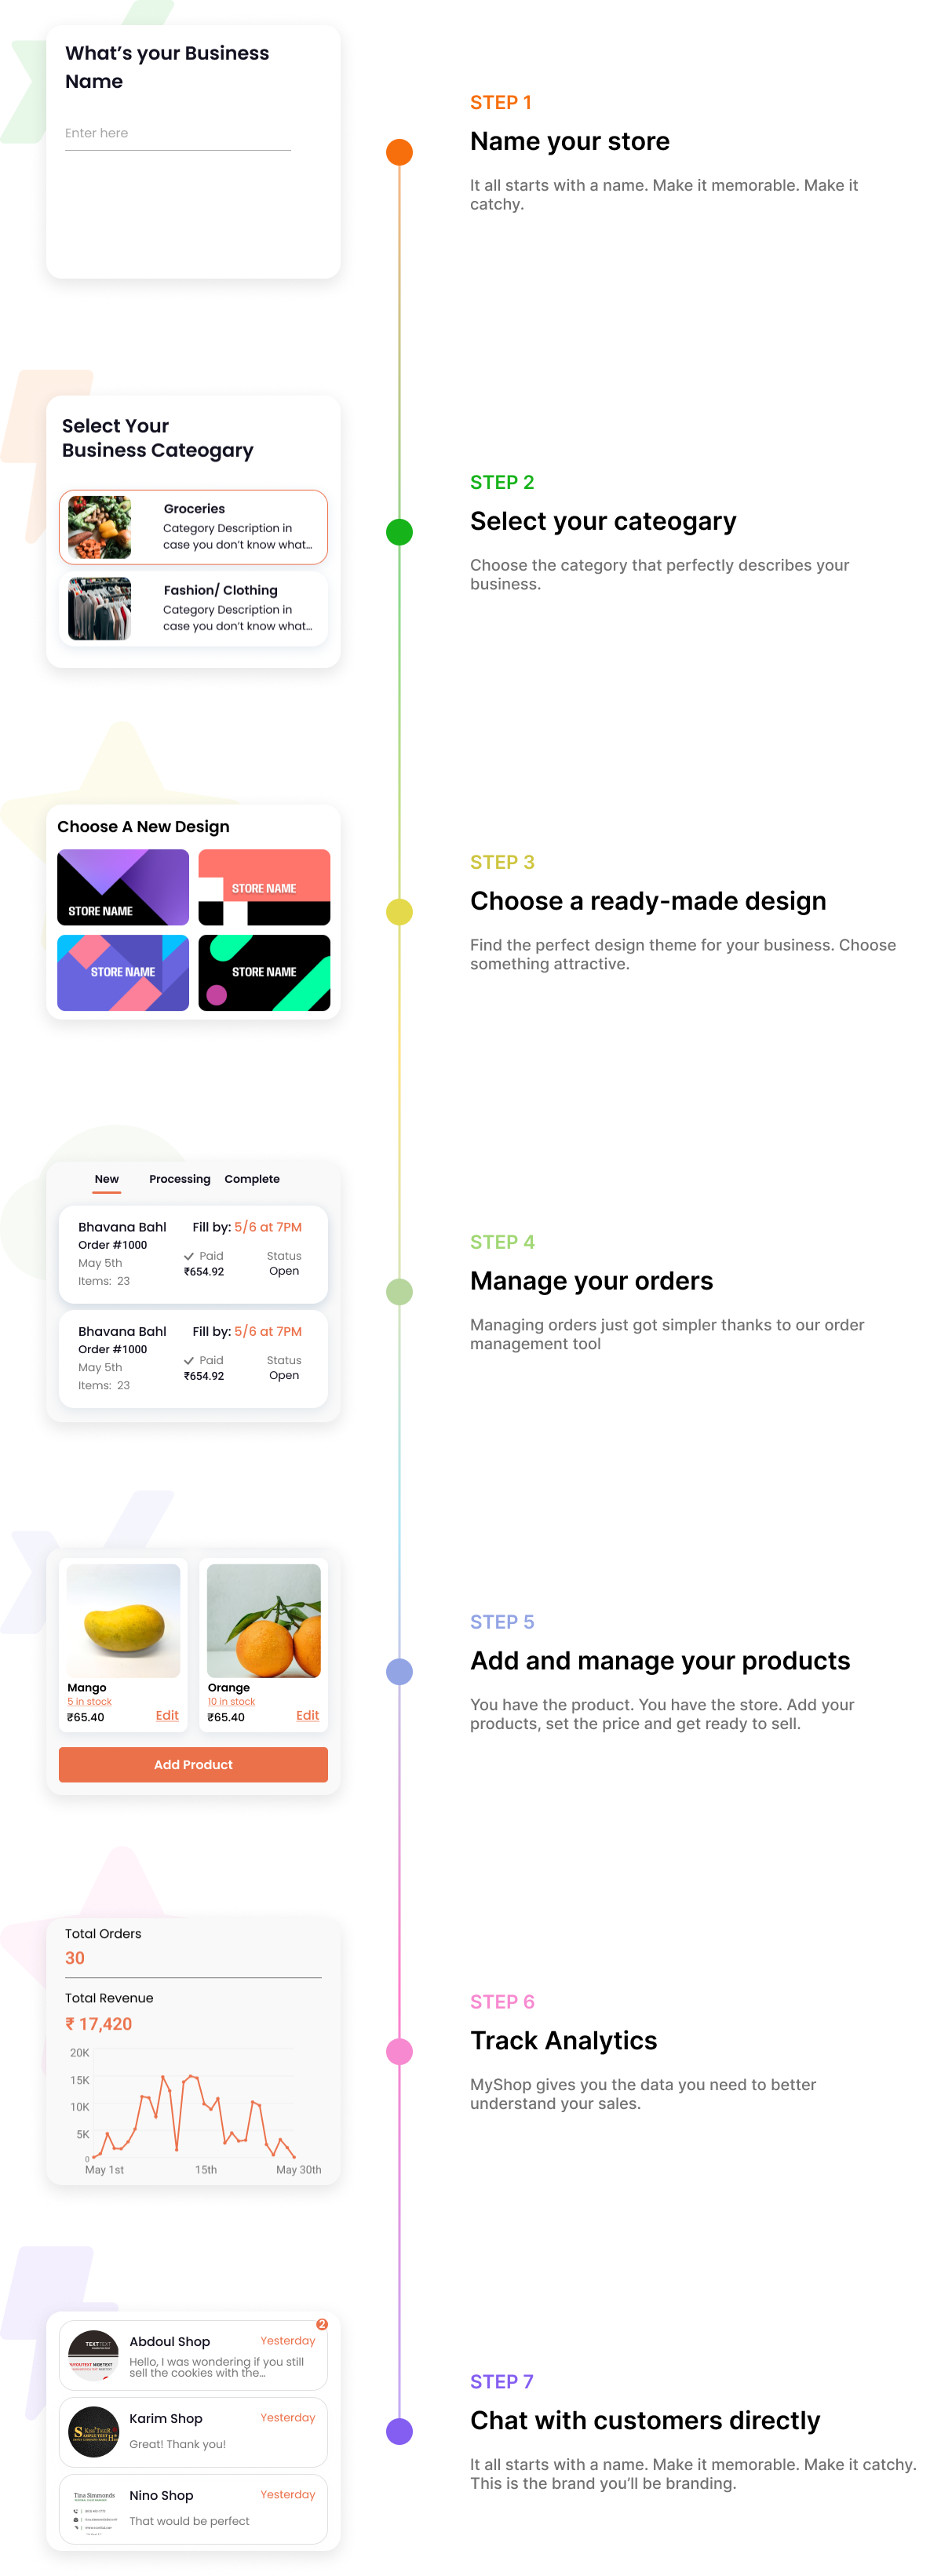 What’s your Business
Name
Enter here
STEP 1
Name your store
It all starts with a name. Make it memorable. Make it
catchy.
Select Your
Business Cateogary
Groceries
Category Description in
case you don’t know what...
Fashion/ Clothing
Category Description in
case you don’t know what...
STEP 2
Select your cateogary
Choose the category that perfectly describes your
business.
Choose A New Design
STORE NAME
STORE NAME
STORE NAME
STORE NAME
STEP 3
Choose a ready-made design
Find the perfect design theme for your business. Choose
something attractive.
New Processing Complete
Bhavana Bahl Fill by: 5/6 at 7PM
Order #1000
May 5th Paid Status
Items: 23 ₹654.92 Open
Bhavana Bahl Fill by: 5/6 at 7PM
Order #1000
May 5th Paid Status
Items: 23 ₹654.92 Open
STEP 4
Manage your orders
Managing orders just got simpler thanks to our order
management tool
Mango
5 in stock
₹65.40 Edit
Orange
10 in stock
₹65.40 Edit
Add Product
STEP 5
Add and manage your products
You have the product. You have the store. Add your
products, set the price and get ready to sell.
Total Orders
30
Total Revenue
₹ 17,420
20K
15K
10K
5K
0
May 1st 15th May 30th
STEP 6
Track Analytics
MyShop gives you the data you need to better
understand your sales.
2
TEXTTEXT
Abdoul Shop Yesterday
Hello, I was wondering if you still
sell the cookies with the...
Karim Shop Yesterday
Great! Thank you!
Tina Simmonds
Nino Shop Yesterday
That would be perfect
STEP 7
Chat with customers directly
It all starts with a name. Make it memorable. Make it catchy.
This is the brand you’ll be branding.